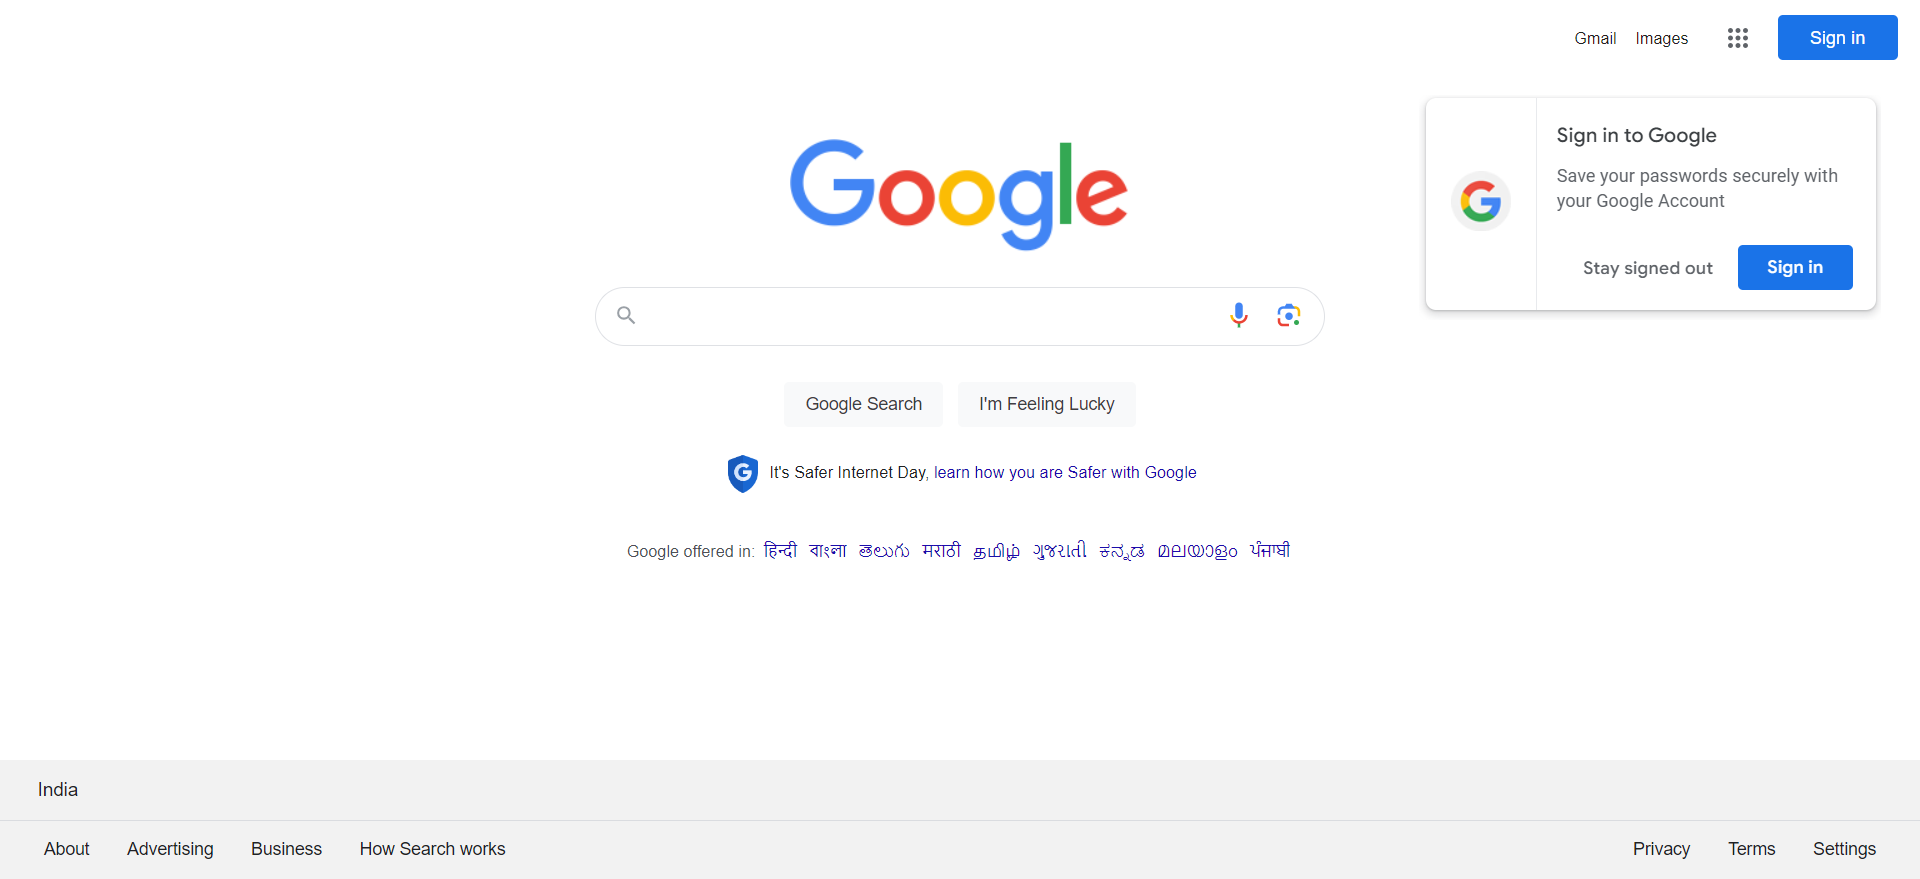 Gmail Images Sign in
Sign in to Google
Save your passwords securely with
your Google Account
Stay signed out Sign in
Google
Google Search I'm Feeling Lucky
It's Safer Internet Day, learn how you are Safer with Google
Google offered in: हिन्दी বাংলা తెలుగు मराठी தமிழ் ગુજરાતી ಕನ್ನಡ മലയാളം ਪੰਜਾਬੀ
India
About Advertising Business How Search works Privacy Terms Settings